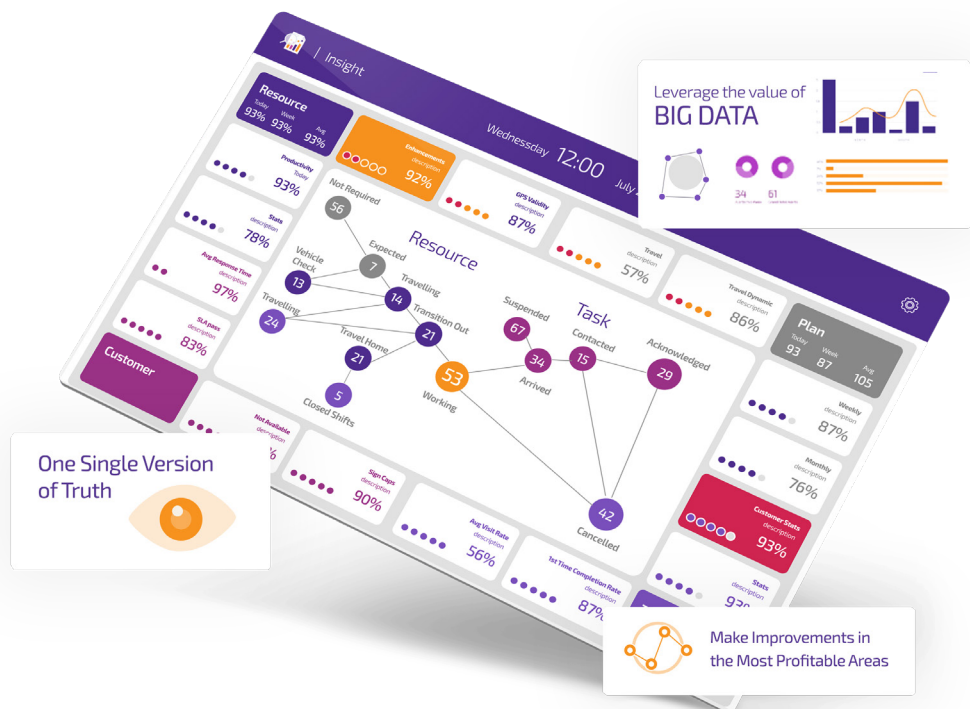 | Insight
Wednessday 12:00 July
Leverage the value of
BIG DATA
34
61
Resource
Today Week Avg
93% 93% 93%
Enhancements
description
92%
GPS Validity
description
87%
Travel
description
57%
Travel Dynamic
description
86%
Plan
Today Week Avg
93 87 105
Productivity
Today
93%
Stats
description
78%
Avg Response Time
description
97%
SLA pass
description
83%
Customer
Resource
Not Required
56
Expected
7
Vehicle
Check
13
Travelling
14
Travelling
24
Transition Out
21
Travel Home
21
5
Closed Shifts
53
Working
Task
Suspended
67
34
Arrived
Contacted
15
Acknowledged
29
42
Cancelled
Weekly
description
87%
Monthly
description
76%
Customer Stats
description
93%
Stats
description
93%
Not Available
description
Sign Caps
description
90%
Avg Visit Rate
description
56%
1st Time Completion Rate
description
87%
One Single Version
of Truth
Make Improvements in
the Most Profitable Areas